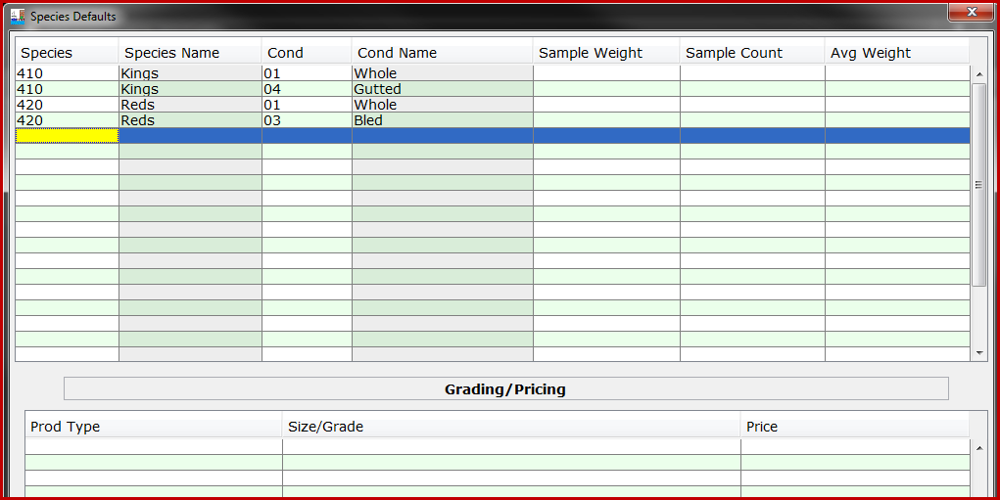 Species Defaults
Species Species Name Cond Cond Name Sample Weight Sample Count Avg Weight
410 Kings 01 Whole
410 Kings 04 Gutted
420 Reds 01 Whole
420 Reds 03 Bled
Grading/Pricing
Prod Type Size/Grade Price